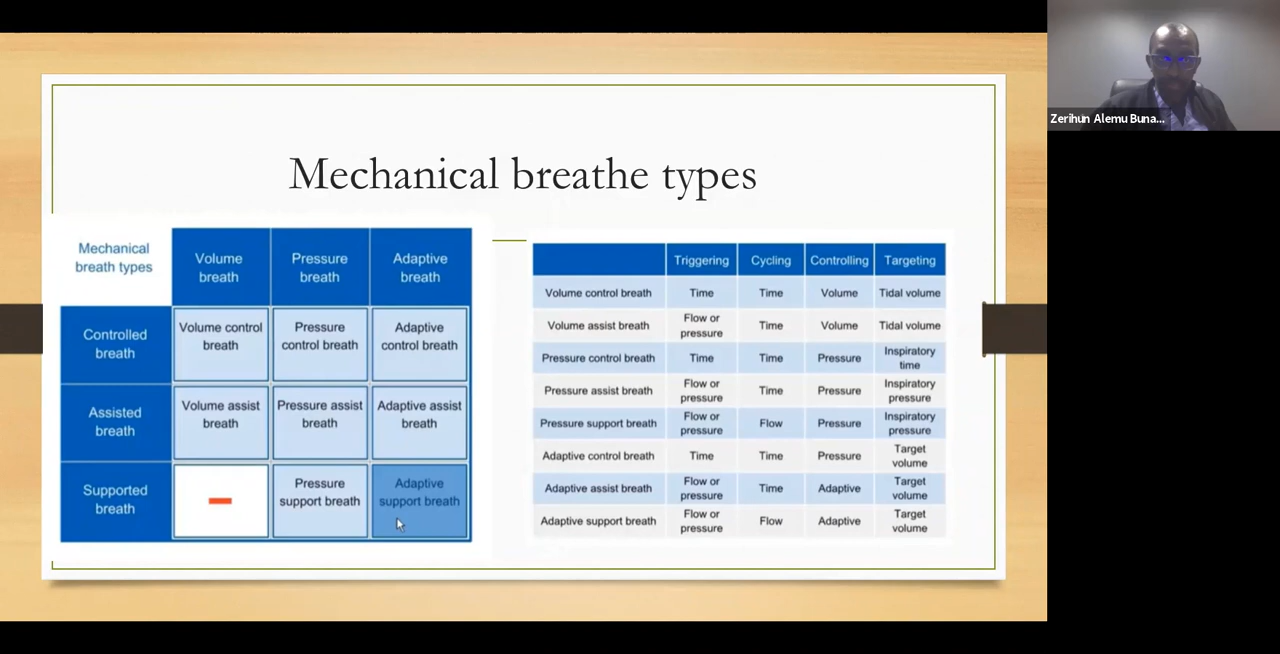 Zerihun Alemu Buna...
Mechanical breathe types
Mechanical
breath types
Volume
breath
Pressure
breath
Adaptive
breath
Controlled
breath
Volume control
breath
Pressure
control breath
Adaptive
control breath
Assisted
breath
Volume assist
breath
Pressure assist
breath
Adaptive assist
breath
Supported
breath
Pressure
support breath
Adaptive
support breath
Triggering Cycling Controlling Targeting
Volume control breath Time Time Volume Tidal volume
Volume assist breath Flow or
pressure Time Volume Tidal volume
Pressure control breath Time Time Pressure Inspiratory
time
Pressure assist breath Flow or
pressure Time Pressure Inspiratory
pressure
Pressure support breath Flow or
pressure Flow Pressure Inspiratory
pressure
Adaptive control breath Time Time Pressure Target
volume
Adaptive assist breath Flow or
pressure Time Adaptive Target
volume
Adaptive support breath Flow or
pressure Flow Adaptive Target
volume